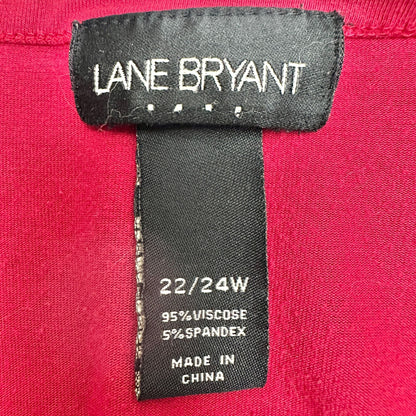 LANE BRYANT
22/24W
95% VISCOSE
5% SPANDEX
MADE IN
CHINA